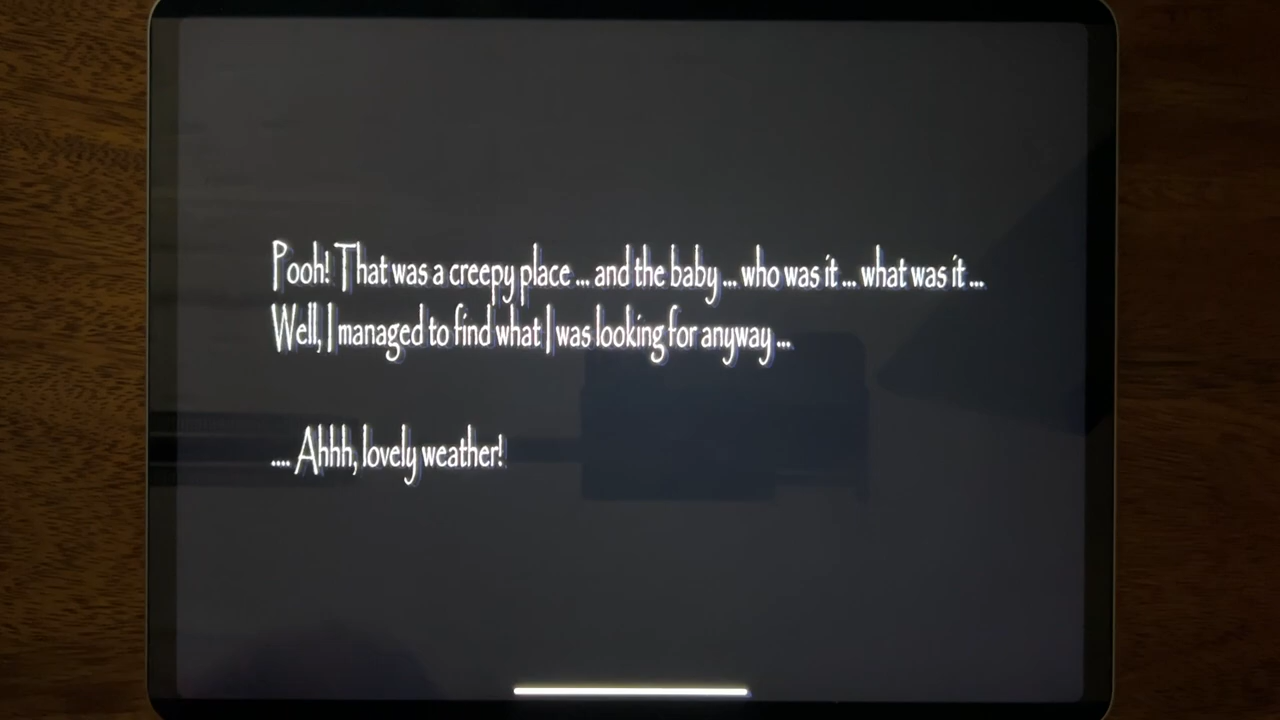 Pooh! That was a creepy place ... and the baby ... who was it ... what was it ...
Well, I managed to find what I was looking for anyway ...
.... Ahhh, lovely weather!